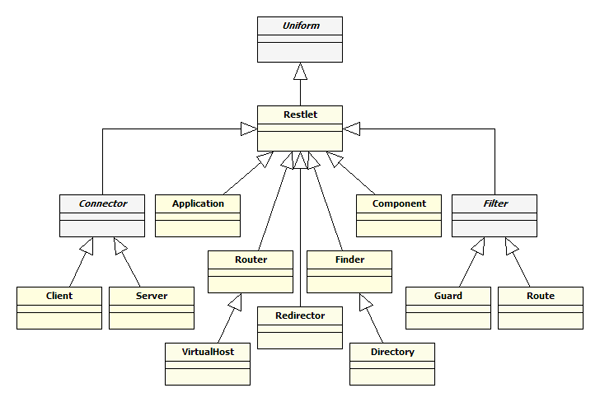 Uniform
Restlet
Connector
Application
Component
Filter
Router
Finder
Client
Server
Redirector
Guard
Route
VirtualHost
Directory